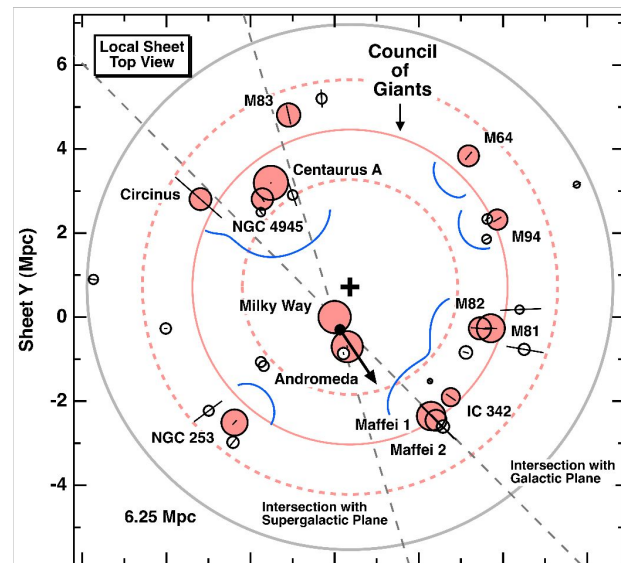 Local Sheet
Top View
Council
of
Giants
M83
M64
Centaurus A
Circinus
NGC 4945
M94
Milky Way
M82
M81
Andromeda
IC 342
Maffei 1
Maffei 2
NGC 253
Intersection with
Galactic Plane
Intersection with
Supergalactic Plane
6.25 Mpc
Sheet Y (Mpc)
6
4
2
0
-2
-4